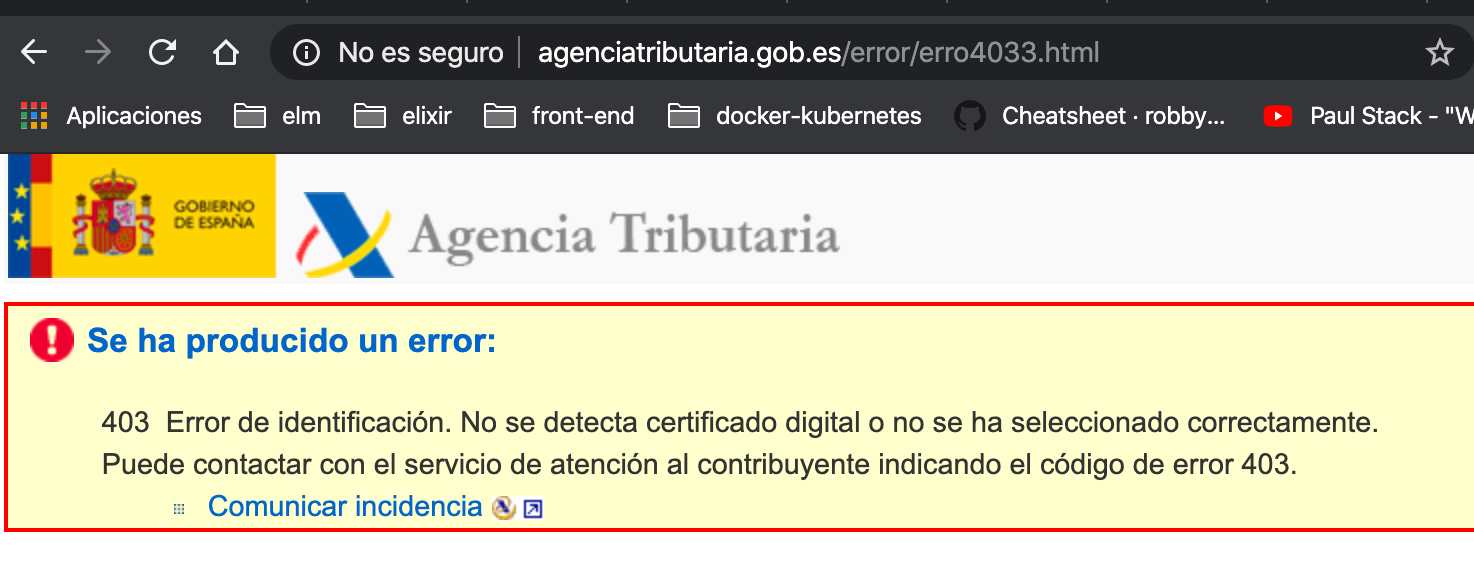 No es seguro agenciatributaria.gob.es/error/erro4033.html
Aplicaciones elm elixir front-end docker-kubernetes Cheatsheet · robby... Paul Stack - "W
GOBIERNO
DE ESPAÑA
Agencia Tributaria
Se ha producido un error:
403 Error de identificación. No se detecta certificado digital o no se ha seleccionado correctamente.
Puede contactar con el servicio de atención al contribuyente indicando el código de error 403.
Comunicar incidencia